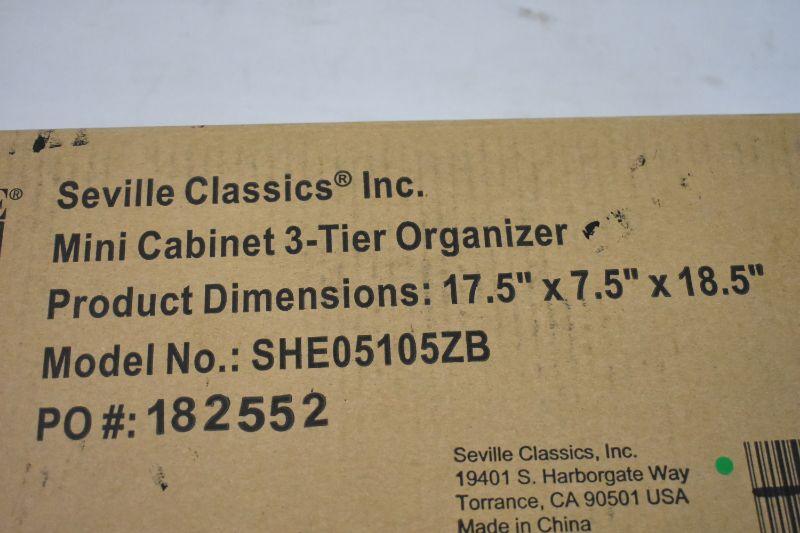 E®
Seville Classics® Inc.
Mini Cabinet 3-Tier Organizer
Product Dimensions: 17.5" x 7.5" x 18.5"
Model No.: SHE05105ZB
PO #: 182552
Seville Classics, Inc.
19401 S. Harborgate Way
Torrance, CA 90501 USA
Made in China